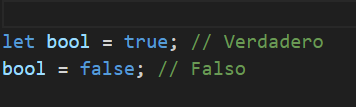 let bool = true; // Verdadero
bool = false; // Falso